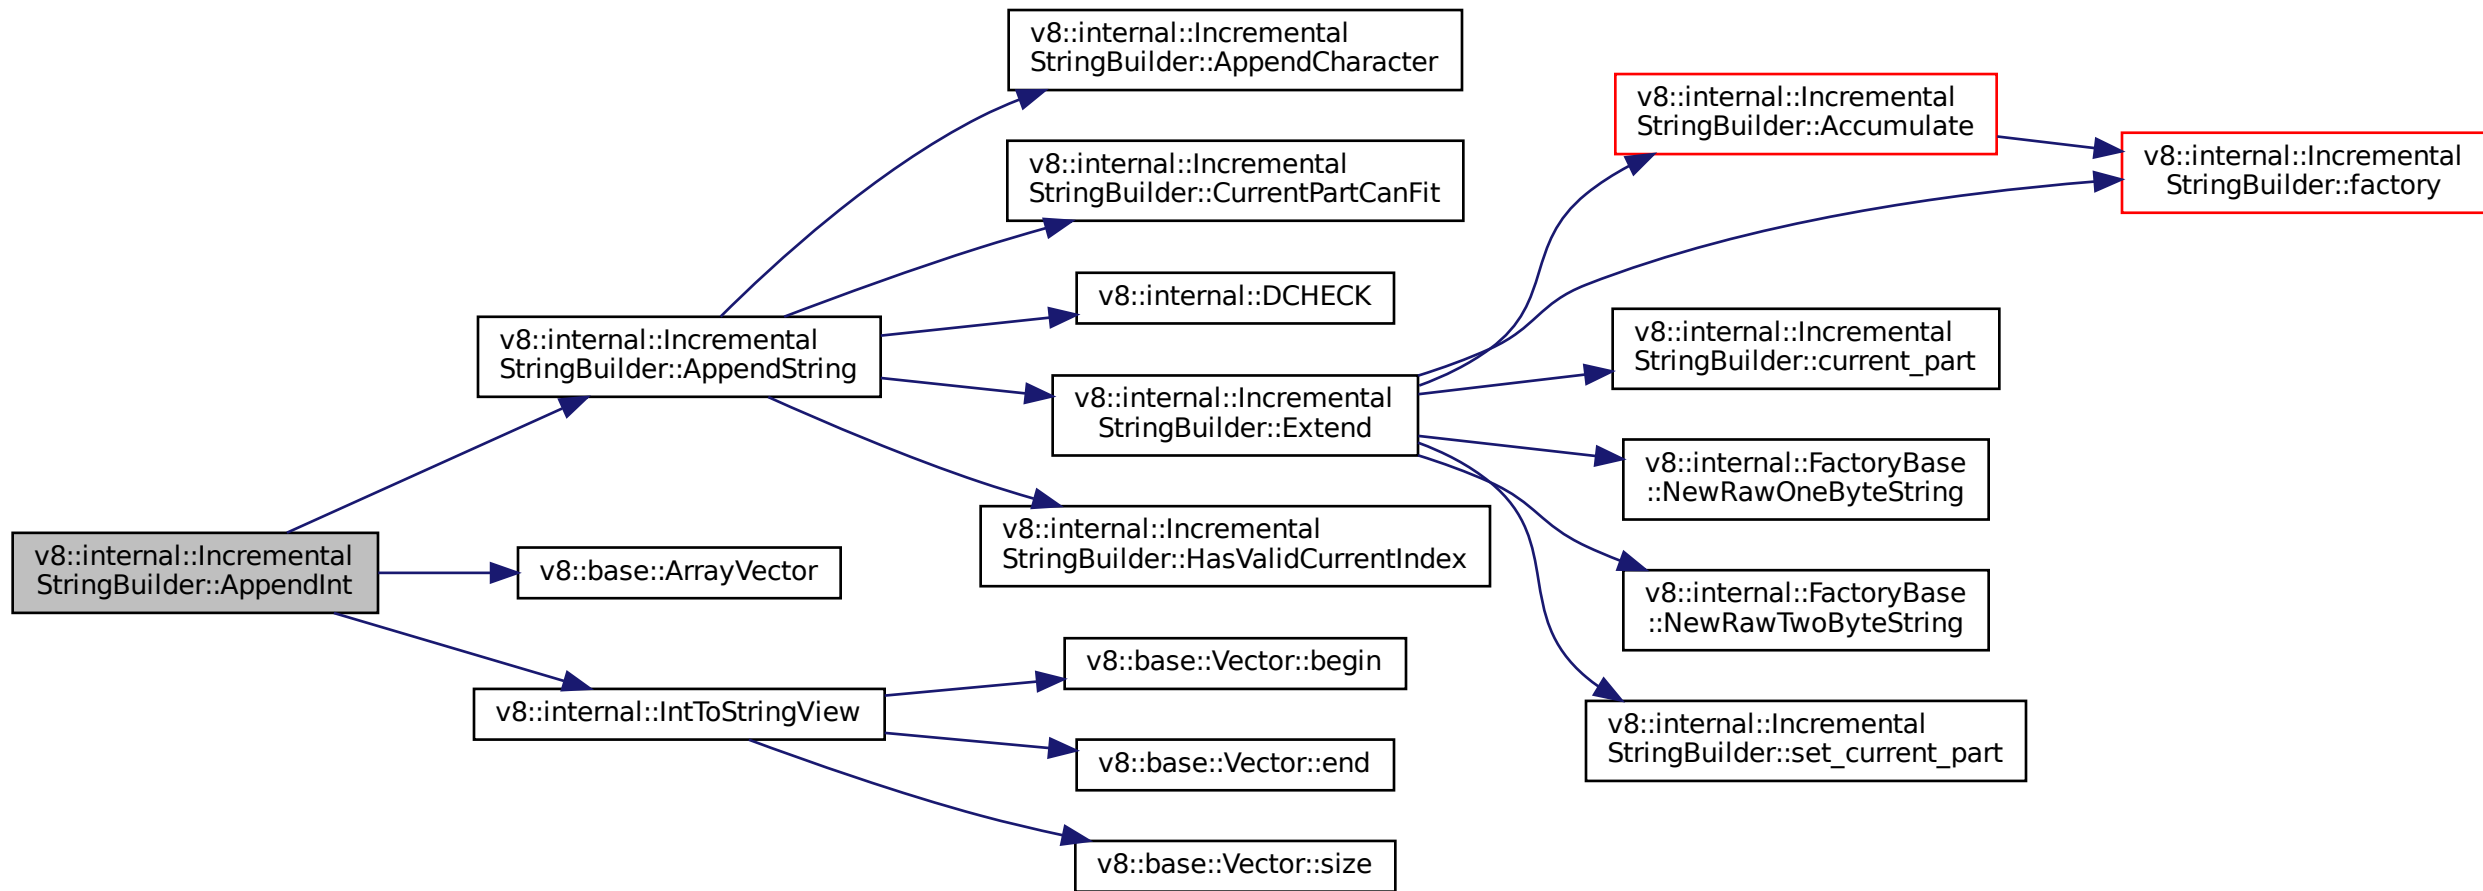 v8::internal::Incremental
StringBuilder::AppendInt
v8::internal::Incremental
StringBuilder::AppendString
v8::internal::Incremental
StringBuilder::AppendCharacter
v8::internal::Incremental
StringBuilder::CurrentPartCanFit
v8::internal::DCHECK
v8::internal::Incremental
StringBuilder::Extend
v8::internal::Incremental
StringBuilder::Accumulate
v8::internal::Incremental
StringBuilder::factory
v8::internal::Incremental
StringBuilder::current_part
v8::internal::FactoryBase
::NewRawOneByteString
v8::internal::FactoryBase
::NewRawTwoByteString
v8::internal::Incremental
StringBuilder::set_current_part
v8::internal::Incremental
StringBuilder::HasValidCurrentIndex
v8::base::ArrayVector
v8::internal::IntToStringView
v8::base::Vector::begin
v8::base::Vector::end
v8::base::Vector::size